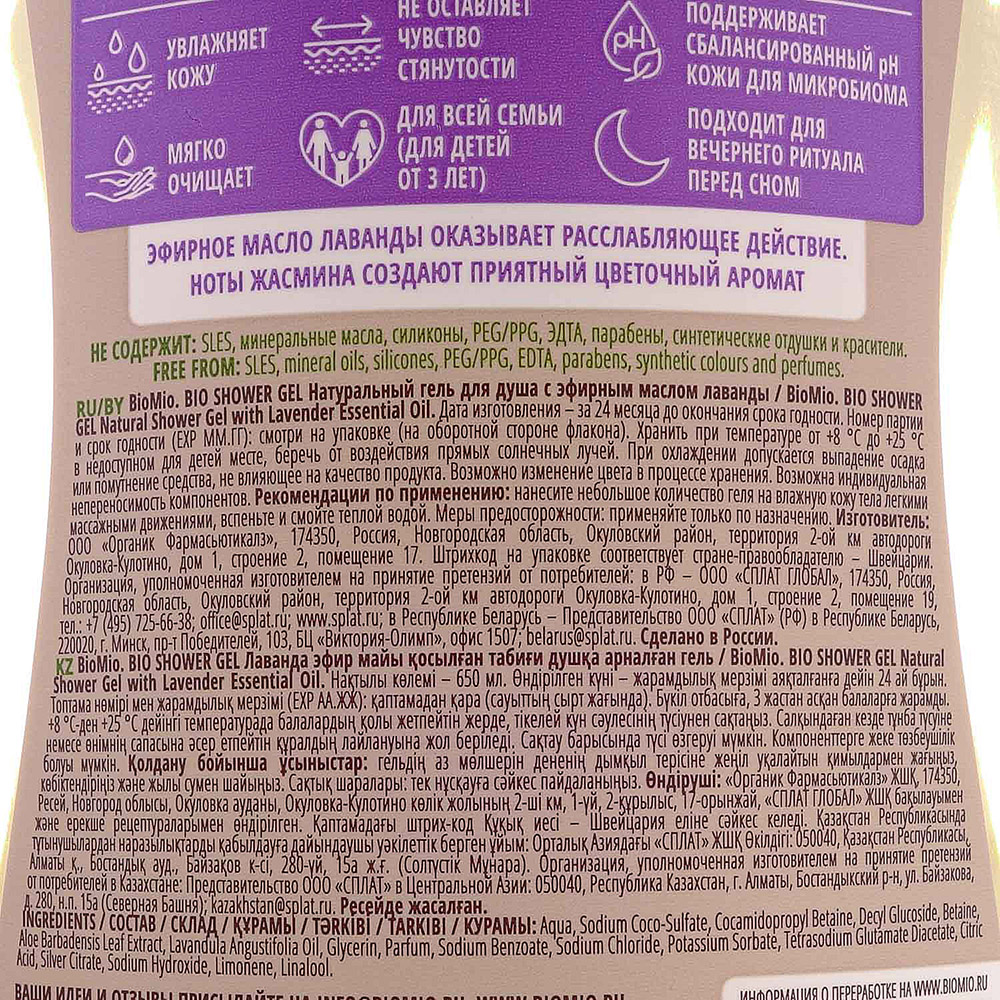 УВЛАЖНЯЕТ
КОЖУ
НЕ ОСТАВЛЯЕТ
ЧУВСТВО
СТЯНУТОСТИ
pH
ПОДДЕРЖИВАЕТ
СБАЛАНСИРОВАННЫЙ pH
КОЖИ ДЛЯ МИКРОБИОМА
МЯГКО
ОЧИЩАЕТ
ДЛЯ ВСЕЙ СЕМЬИ
(ДЛЯ ДЕТЕЙ
ОТ 3 ЛЕТ)
ПОДХОДИТ ДЛЯ
ВЕЧЕРНЕГО РИТУАЛА
ПЕРЕД СНОМ
ЭФИРНОЕ МАСЛО ЛАВАНДЫ ОКАЗЫВАЕТ РАССЛАБЛЯЮЩЕЕ ДЕЙСТВИЕ.
НОТЫ ЖАСМИНА СОЗДАЮТ ПРИЯТНЫЙ ЦВЕТОЧНЫЙ АРОМАТ
НЕ СОДЕРЖИТ: SLES, минеральные масла, силиконы, PEG/PPG, ЭДТА, парабены, синтетические отдушки и красители.
FREE FROM: SLES, mineral oils, silicones, PEG/PPG, EDTA, parabens, synthetic colours and perfumes.
RU/BY BioMio. BIO SHOWER GEL Натуральный гель для душа с эфирным маслом лаванды / BioMio. BIO SHOWER
GEL Natural Shower Gel with Lavender Essential Oil. Дата изготовления – за 24 месяца до окончания срока годности. Номер партии
и срок годности (EXP ММ.ГГ): смотри на упаковке (на оборотной стороне флакона). Хранить при температуре от +8 °С до +25 °С
в недоступном для детей месте, беречь от воздействия прямых солнечных лучей. При охлаждении допускается выпадение осадка
или помутнение средства, не влияющее на качество продукта. Возможно изменение цвета в процессе хранения. Возможна индивидуальная
непереносимость компонентов. Рекомендации по применению: нанесите небольшое количество геля на влажную кожу тела легкими
массажными движениями, вспеньте и смойте теплой водой. Меры предосторожности: применяйте только по назначению. Изготовитель:
ООО «Органик Фармасьютикалз», 174350, Россия, Новгородская область, Окуловский район, территория 2-ой км автодороги
Окуловка-Кулотино, дом 1, строение 2, помещение 17. Штрихкод на упаковке соответствует стране-правообладателю – Швейцарии.
Организация, уполномоченная изготовителем на принятие претензий от потребителей: в РФ – ООО «СПЛАТ ГЛОБАЛ», 174350, Россия,
Новгородская область, Окуловский район, территория 2-ой км автодороги Окуловка-Кулотино, дом 1, строение 2, помещение 19,
тел.: +7 (495) 725-66-38; office@splat.ru; www.splat.ru; в Республике Беларусь – Представительство ООО «СПЛАТ» (РФ) в Республике Беларусь,
220020, г. Минск, пр-т Победителей, 103, БЦ «Виктория-Олимп», офис 1507; belarus@splat.ru. Сделано в России.
KZ BioMio. BIO SHOWER GEL Лаванда эфир майы қосылған табиғи душқа арналған гель / BioMio. BIO SHOWER GEL Natural
Shower Gel with Lavender Essential Oil. Нақтылы көлемі – 650 мл. Өндірілген күні – жарамдылық мерзімі аяқталғанға дейін 24 ай бұрын.
Топтама нөмірі мен жарамдылық мерзімі (EXP АА.ЖЖ): қаптамадан қара (сауытның сырт жағында). Бүкіл отбасыға, 3 жастан асқан балаларға жарамды.
+8 °С-ден +25 °С дейінгі температурада балалардың қолы жетпейтін жерде, тікелей күн сәулесінің түсуінен сақтаңыз. Салқындаған кезде тұнба түсуіне
немесе өнімнің сапасына әсер етпейтін құралдың лайлануына жол беріледі. Сақтау барысында түсі өзгеруі мүмкін. Компоненттерге жеке төзбеушілік
болуы мүмкін. Қолдану бойынша ұсыныстар: гельдің аз мөлшерін дененің дымқыл терісіне жеңіл уқалайтын қимылдармен жағыңыз,
көбіктендіріңіз және жылы сумен шайыңыз. Сақтық шаралары: тек нұсқауға сәйкес пайдаланыңыз. Өндіруші: «Органик Фармасьютикалз» ЖШҚ, 174350,
Ресей, Новгород облысы, Окуловка ауданы, Окуловка-Кулотино көлік жолының 2-ші км, 1-үй, 2-құрылыс, 17-орынжай, «СПЛАТ ГЛОБАЛ» ЖШҚ бақылауымен
және ерекше рецептураларымен өндірілген. Қаптамадағы штрих-код Құқық иесі – Швейцария еліне сәйкес келеді. Қазақстан Республикасында
тұтынушылардан наразылықтарды қабылдауға дайындаушы уәкілеттік берген ұйым: Орталық Азиядағы «СПЛАТ» ЖШҚ Өкілдігі: 050040, Қазақстан Республикасы,
Алматы қ., Бостандық ауд., Байзақов к-сі, 280-үй, 15а ж.ғ. (Солтүстік Мұнара). Организация, уполномоченная изготовителем на принятие претензий
от потребителей в Казахстане: Представительство ООО «СПЛАТ» в Центральной Азии: 050040, Республика Казахстан, г. Алматы, Бостандыкский р-н, ул. Байзакова,
д. 280, н.п. 15а (Северная Башня); kazakhstan@splat.ru. Ресейде жасалған.
INGREDIENTS / СОСТАВ / СКЛАД / ҚҰРАМЫ / ТӘРКІБІ / TARKIBI / КУРАМЫ: Aqua, Sodium Coco-Sulfate, Cocamidopropyl Betaine, Decyl Glucoside, Betaine,
Aloe Barbadensis Leaf Extract, Lavandula Angustifolia Oil, Glycerin, Parfum, Sodium Benzoate, Sodium Chloride, Potassium Sorbate, Tetrasodium Glutamate Diacetate, Citric
Acid, Silver Citrate, Sodium Hydroxide, Limonene, Linalool.
ВАШИ ИДЕИ И ОТЗЫВЫ ПРИСЫЛАЙТЕ НА INFO@BIOMIO.RU, WWW.BIOMIO.RU
ИНФОРМАЦИЯ О ПЕРЕРАБОТКЕ НА WWW.BIOMIO.RU